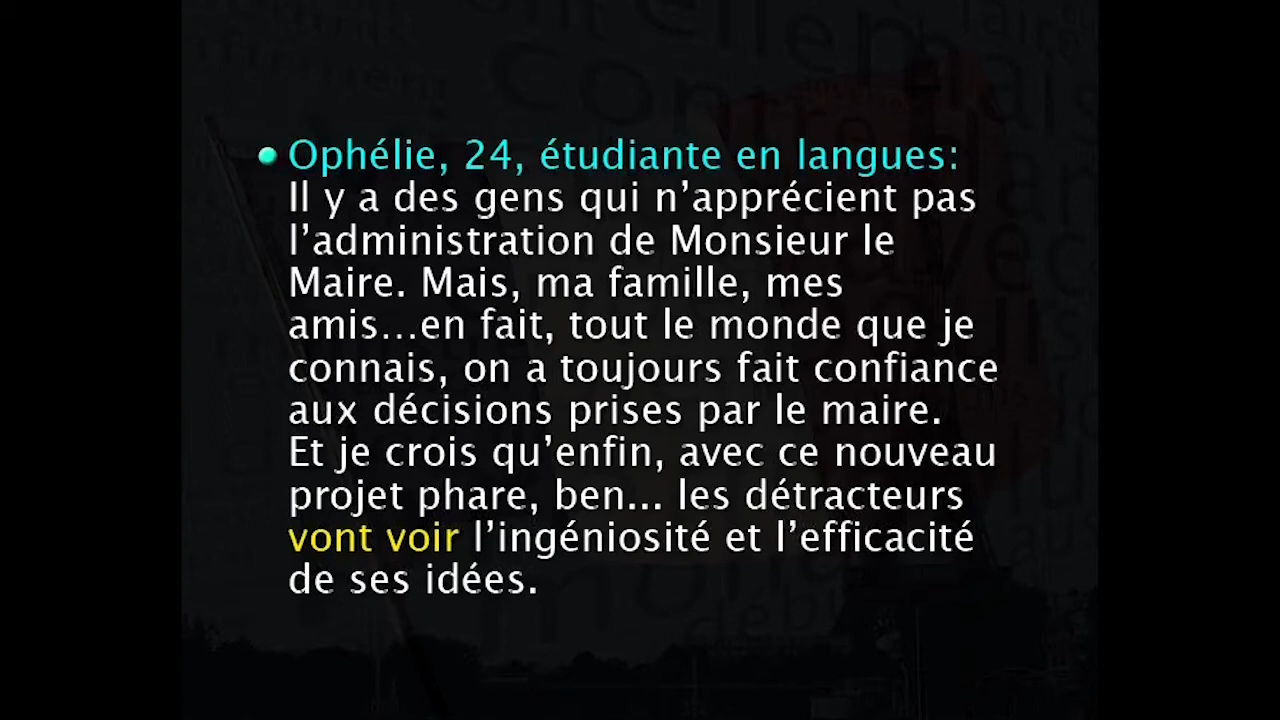 • Ophélie, 24, étudiante en langues:
Il y a des gens qui n’apprécient pas
l’administration de Monsieur le
Maire. Mais, ma famille, mes
amis...en fait, tout le monde que je
connais, on a toujours fait confiance
aux décisions prises par le maire.
Et je crois qu’enfin, avec ce nouveau
projet phare, ben... les détracteurs
vont voir l’ingéniosité et l’efficacité
de ses idées.